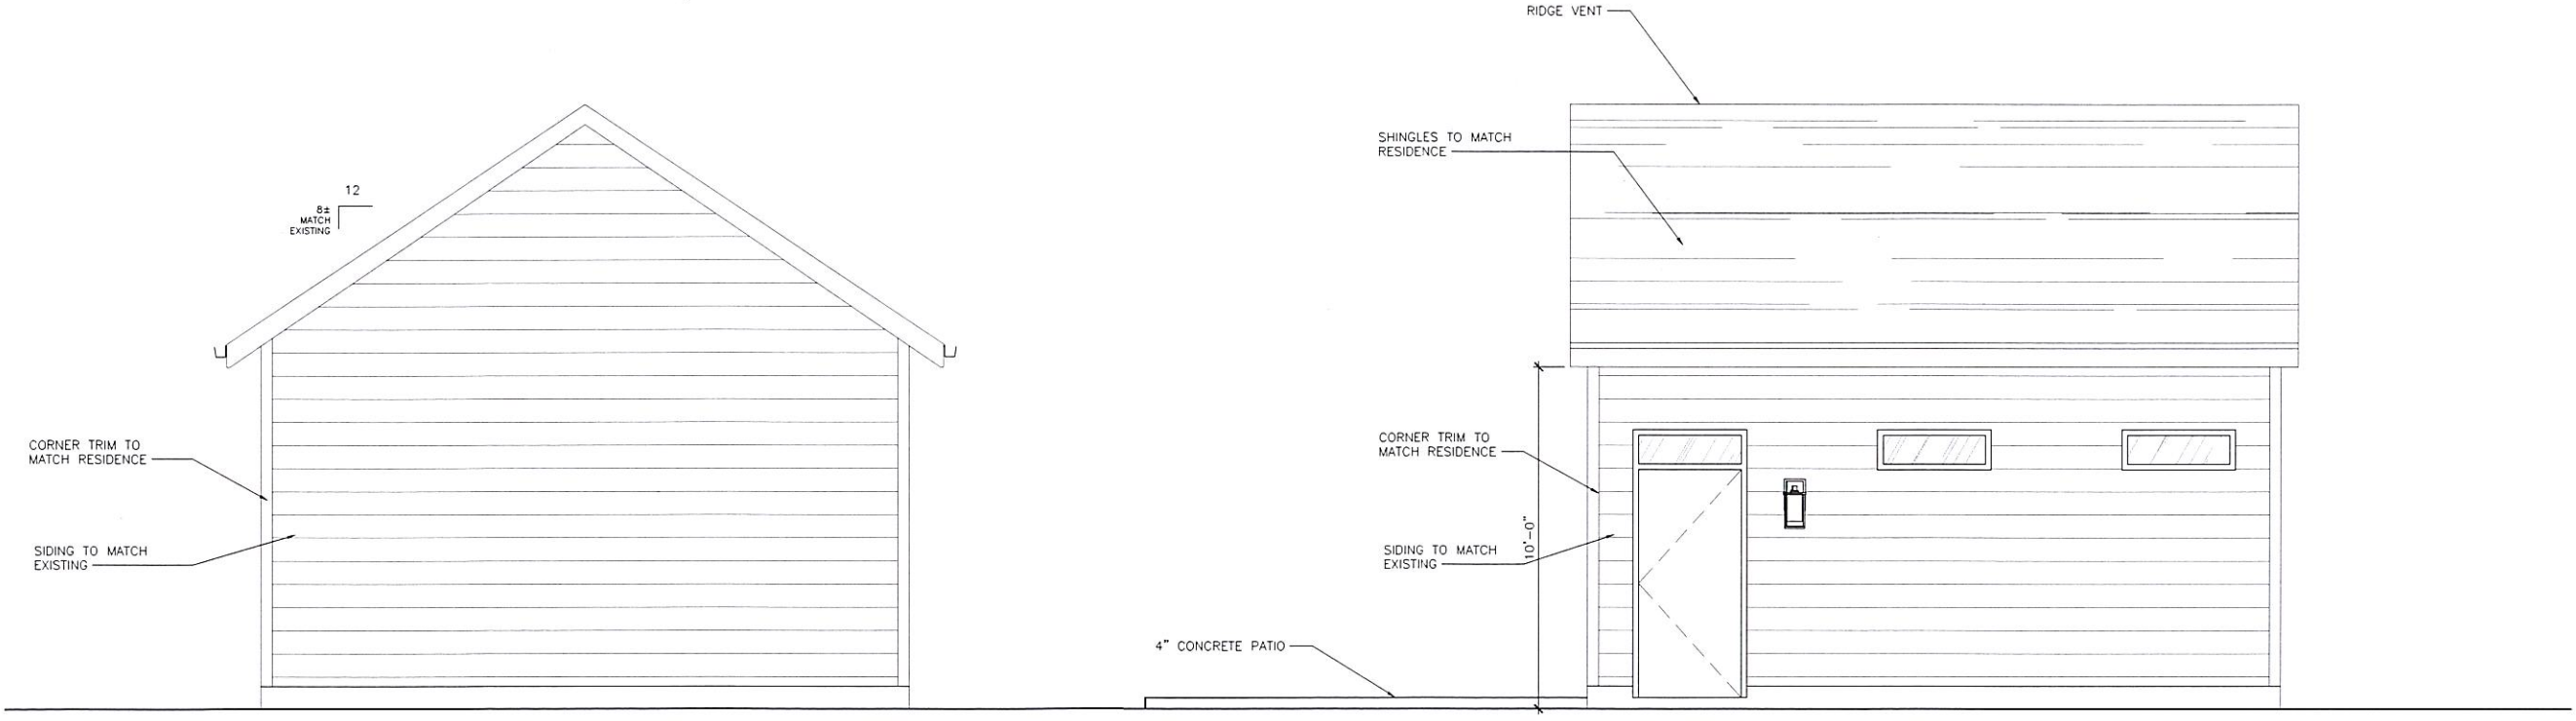 12
8±
MATCH
EXISTING
CORNER TRIM TO
MATCH RESIDENCE
SIDING TO MATCH
EXISTING
RIDGE VENT
SHINGLES TO MATCH
RESIDENCE
CORNER TRIM TO
MATCH RESIDENCE
10'-0"
SIDING TO MATCH
EXISTING
4" CONCRETE PATIO